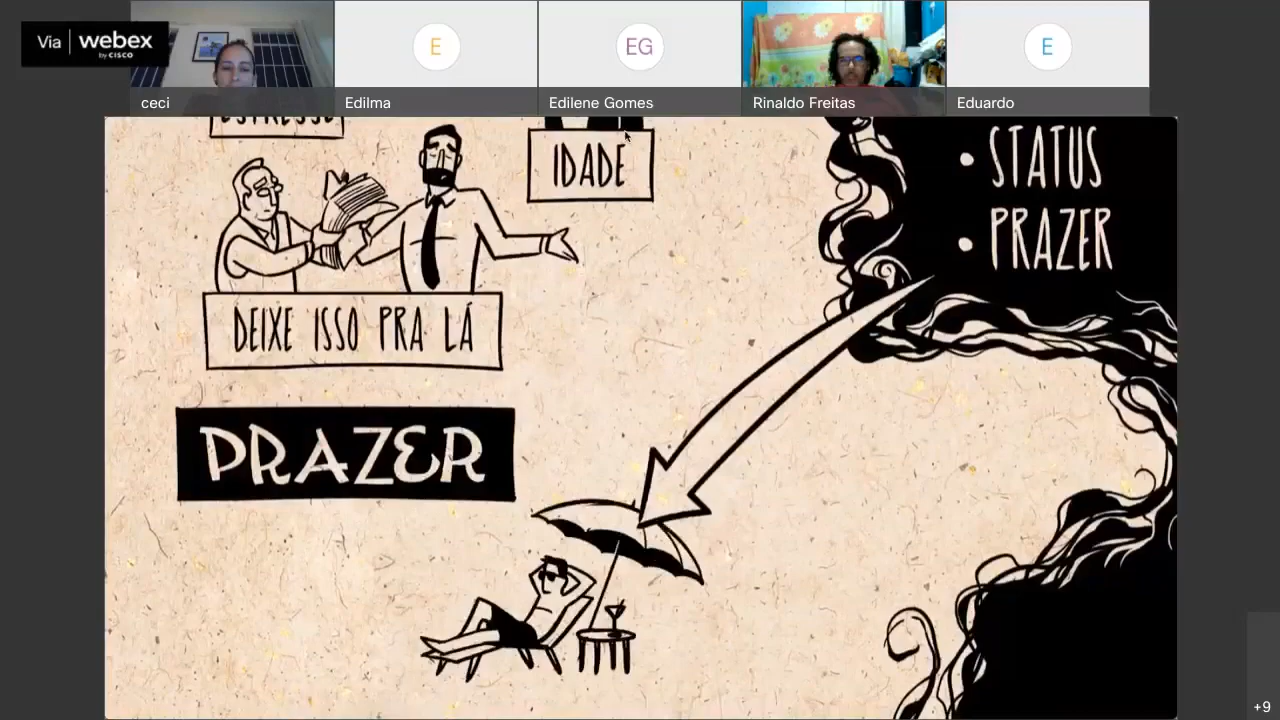 Via | webex
by CISCO
ceci
Edilma
Edilene Gomes
Rinaldo Freitas
Eduardo
E
EG
E
ESTRESSE
IDADE
• STATUS
• PRAZER
DEIXE ISSO PRA LÁ
PRAZER
+9